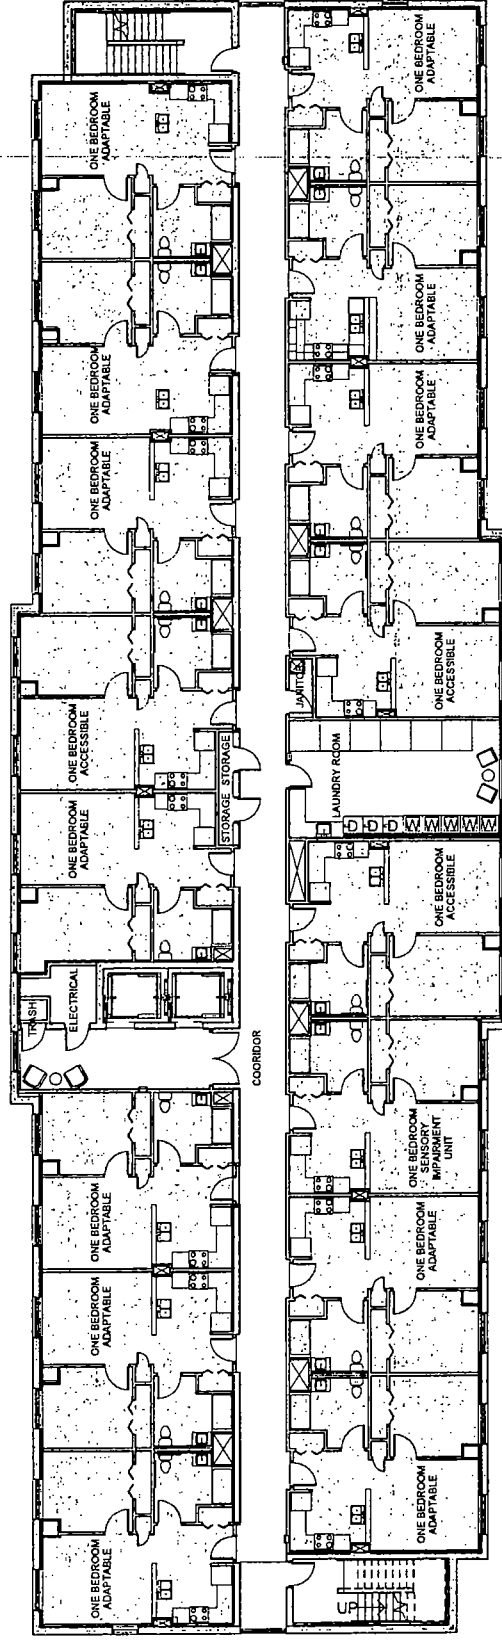 ONE BEDROOM
ADAPTABLE
ONE BEDROOM
ADAPTABLE
ONE BEDROOM
ADAPTABLE
ONE BEDROOM
ACCESSIBLE
ONE BEDROOM
ADAPTABLE
STORAGE
STORAGE
TRASH
ELECTRICAL
COORIDOR
ONE BEDROOM
ADAPTABLE
ONE BEDROOM
ADAPTABLE
ONE BEDROOM
ADAPTABLE
ONE BEDROOM
ADAPTABLE
ONE BEDROOM
ADAPTABLE
ONE BEDROOM
ADAPTABLE
ONE BEDROOM
ACCESSIBLE
JANITOR
LAUNDRY ROOM
D
D
D
W
W
W
W
W
ONE BEDROOM
ACCESSIBLE
ONE BEDROOM
SENSORY
IMPAIRMENT
UNIT
ONE BEDROOM
ADAPTABLE
ONE BEDROOM
ADAPTABLE
UP